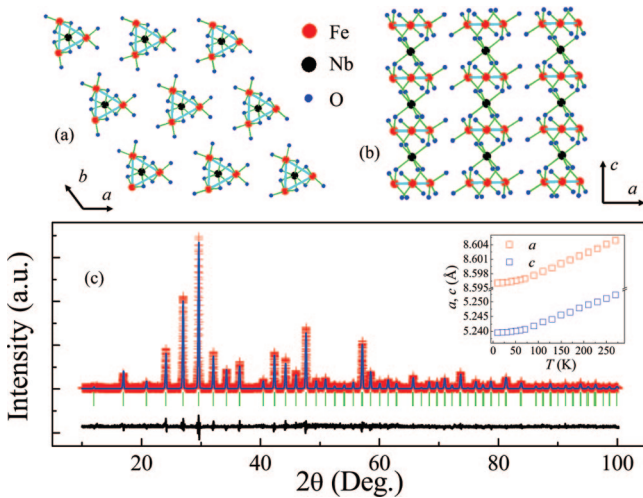 Fe
Nb
O
(a)
b
a
(b)
c
a
(c)
Intensity (a.u.)
a
c
a, c (Å)
8.604
8.601
8.598
8.595
5.250
5.245
5.240
0 50 100 150 200 250
T (K)
20 40 60 80 100
2θ (Deg.)